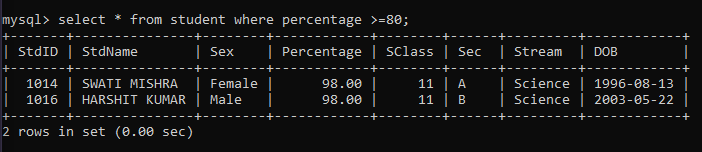 mysql> select * from student where percentage >=80;
+-------+---------------+--------+------------+--------+------+---------+------------+
| StdID | StdName       | Sex    | Percentage | SClass | Sec  | Stream  | DOB        |
+-------+---------------+--------+------------+--------+------+---------+------------+
|  1014 | SWATI MISHRA  | Female |      98.00 |     11 | A    | Science | 1996-08-13 |
|  1016 | HARSHIT KUMAR | Male   |      98.00 |     11 | B    | Science | 2003-05-22 |
+-------+---------------+--------+------------+--------+------+---------+------------+
2 rows in set (0.00 sec)